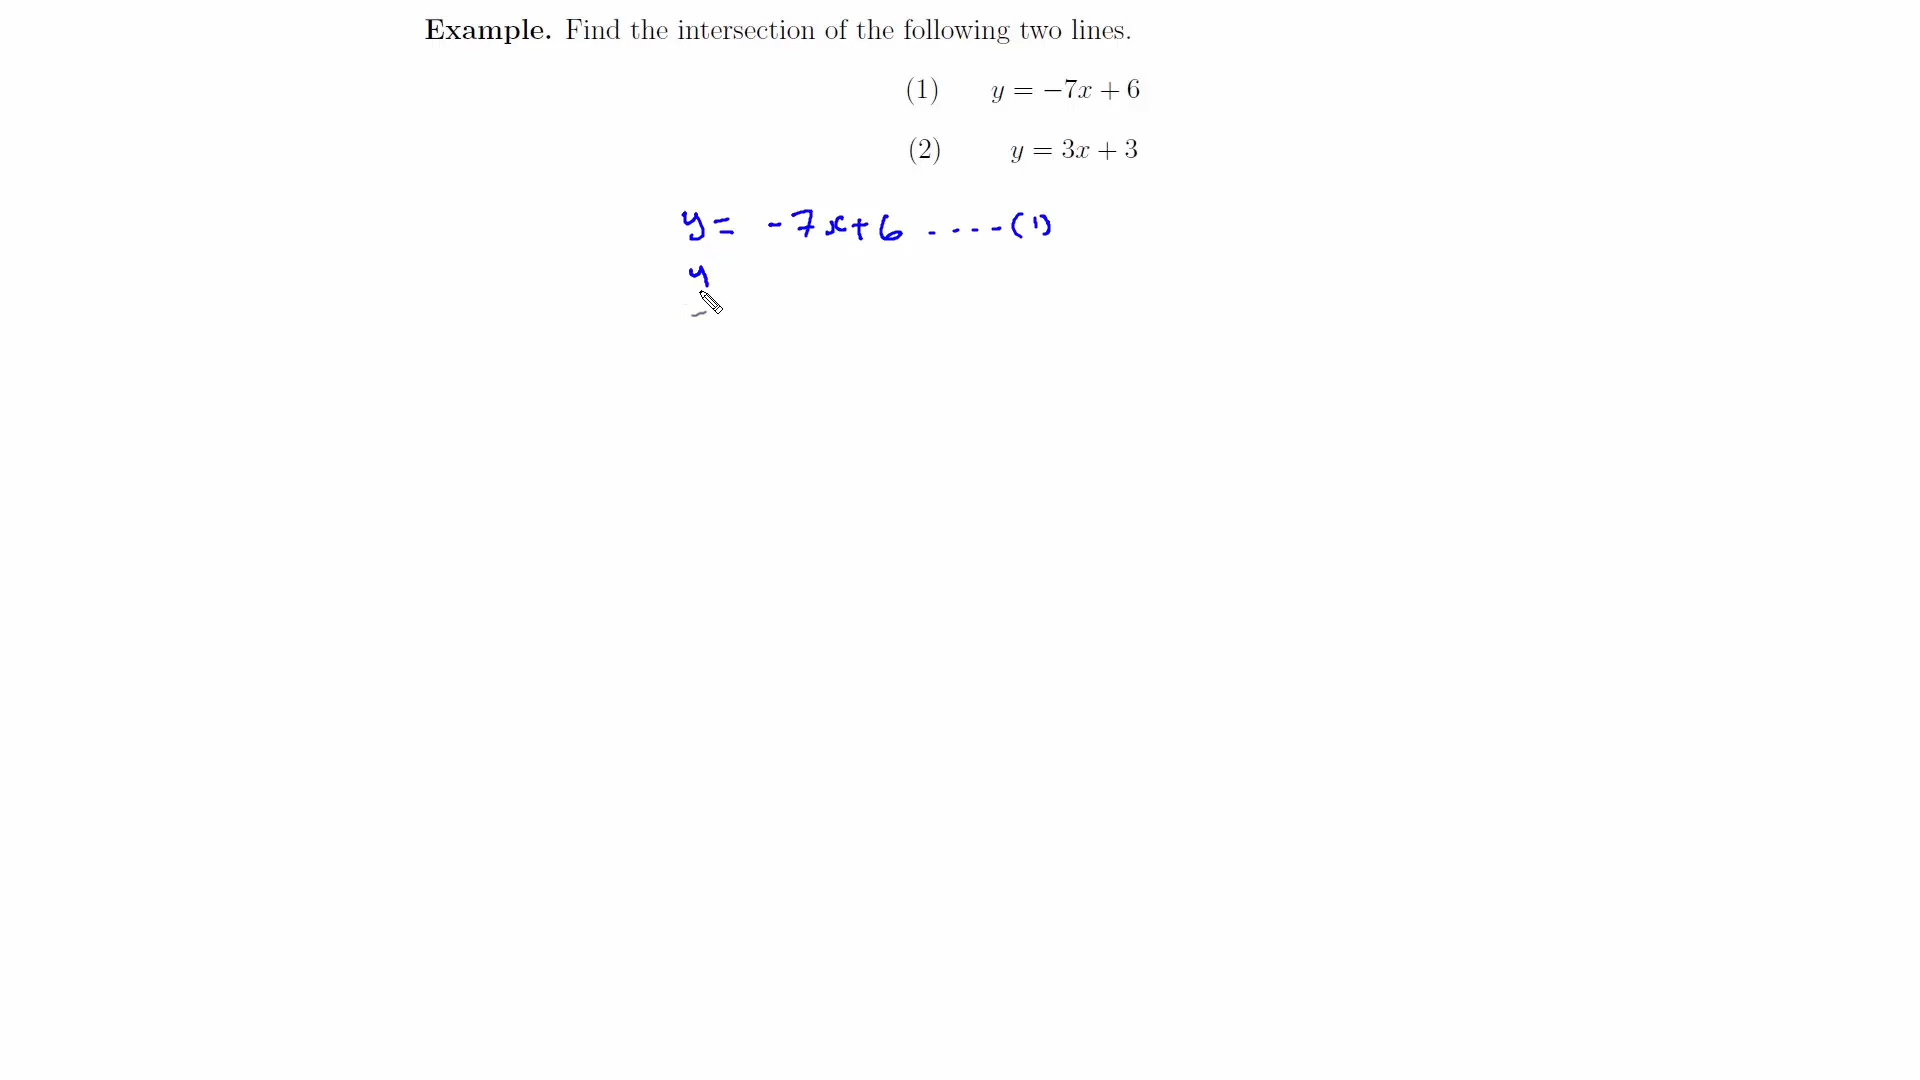 Example. Find the intersection of the following two lines.
(1) y = −7x + 6
(2) y = 3x + 3
y = -7x+6 ....-(1)
y